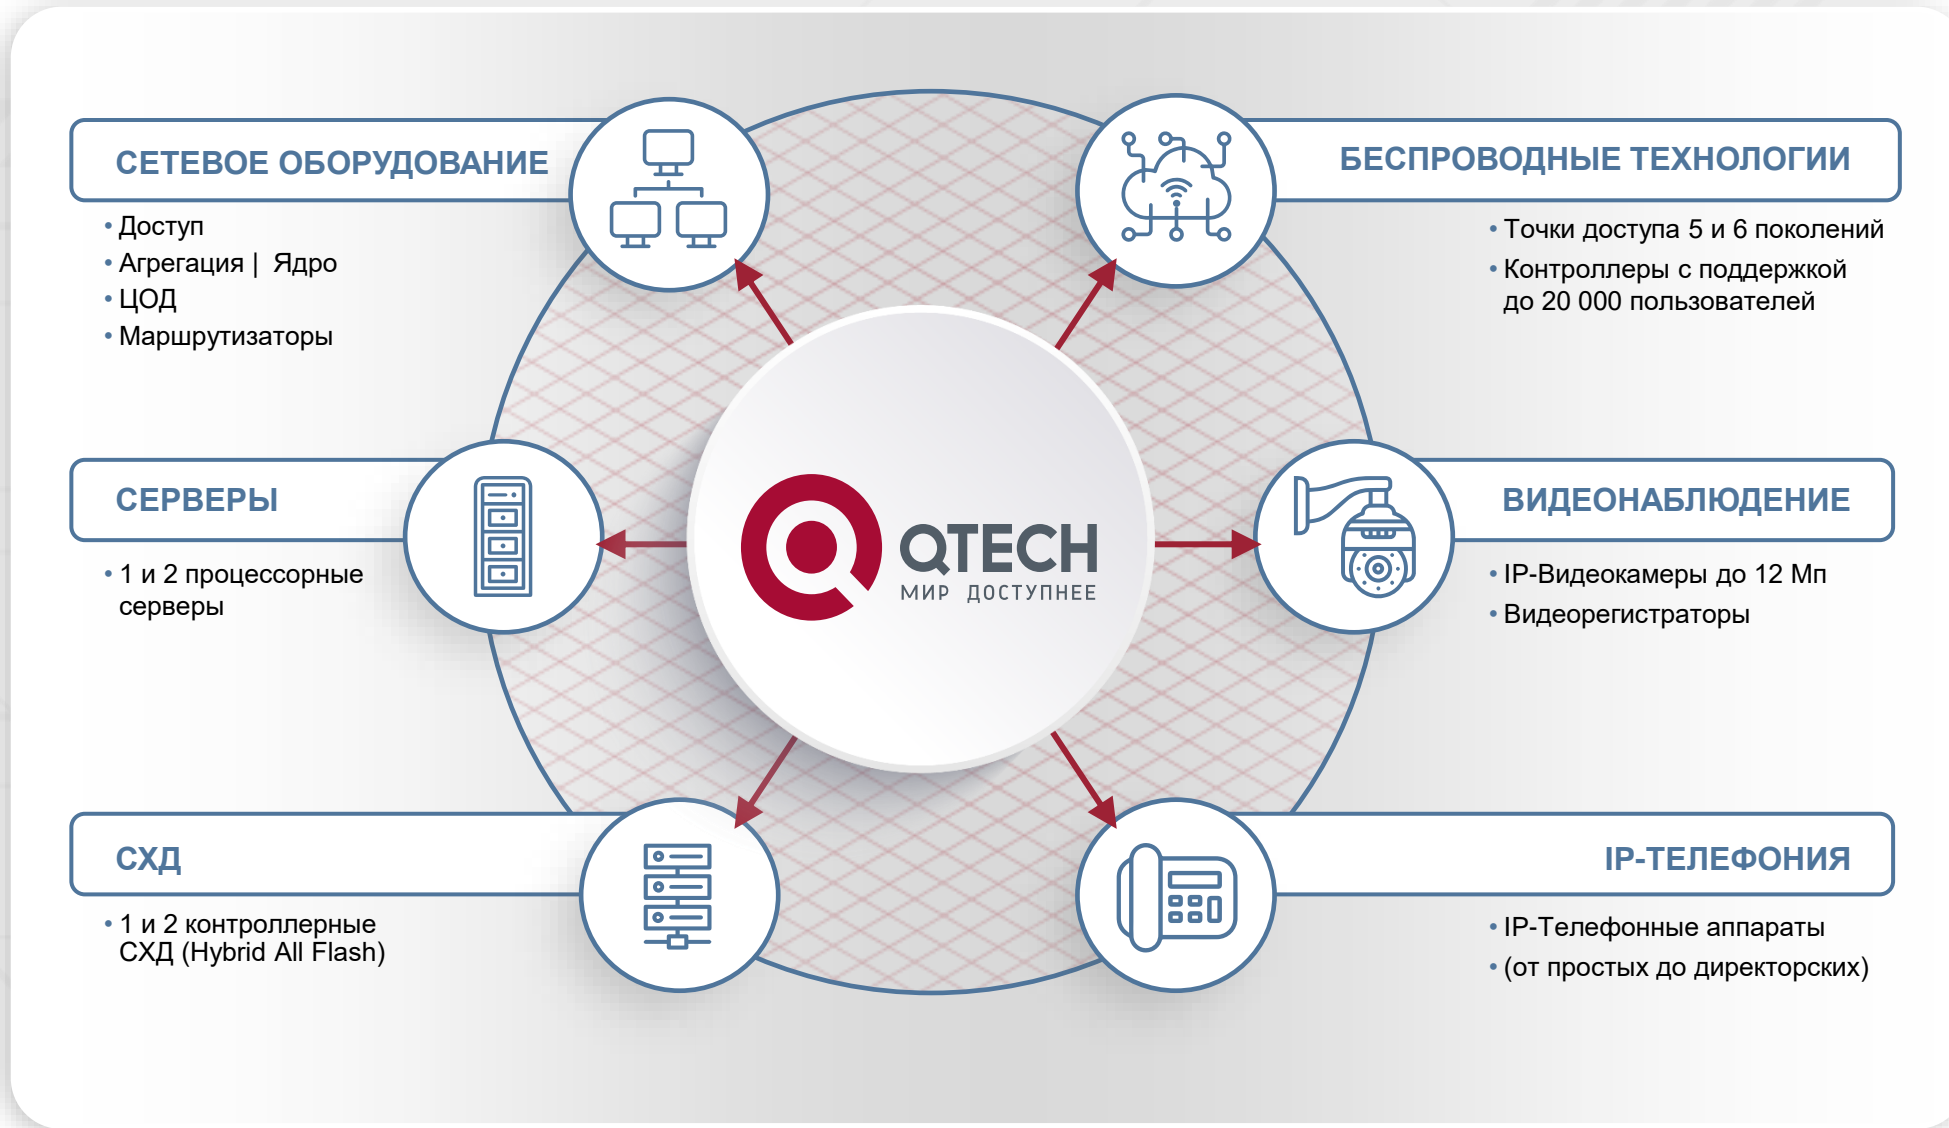 СЕТЕВОЕ ОБОРУДОВАНИЕ
• Доступ
• Агрегация | Ядро
• ЦОД
• Маршрутизаторы
БЕСПРОВОДНЫЕ ТЕХНОЛОГИИ
• Точки доступа 5 и 6 поколений
• Контроллеры с поддержкой
до 20 000 пользователей
СЕРВЕРЫ
• 1 и 2 процессорные
серверы
QTECH
МИР ДОСТУПНЕЕ
ВИДЕОНАБЛЮДЕНИЕ
• IP-Видеокамеры до 12 Мп
• Видеорегистраторы
СХД
• 1 и 2 контроллерные
СХД (Hybrid All Flash)
IP-ТЕЛЕФОНИЯ
• IP-Телефонные аппараты
• (от простых до директорских)